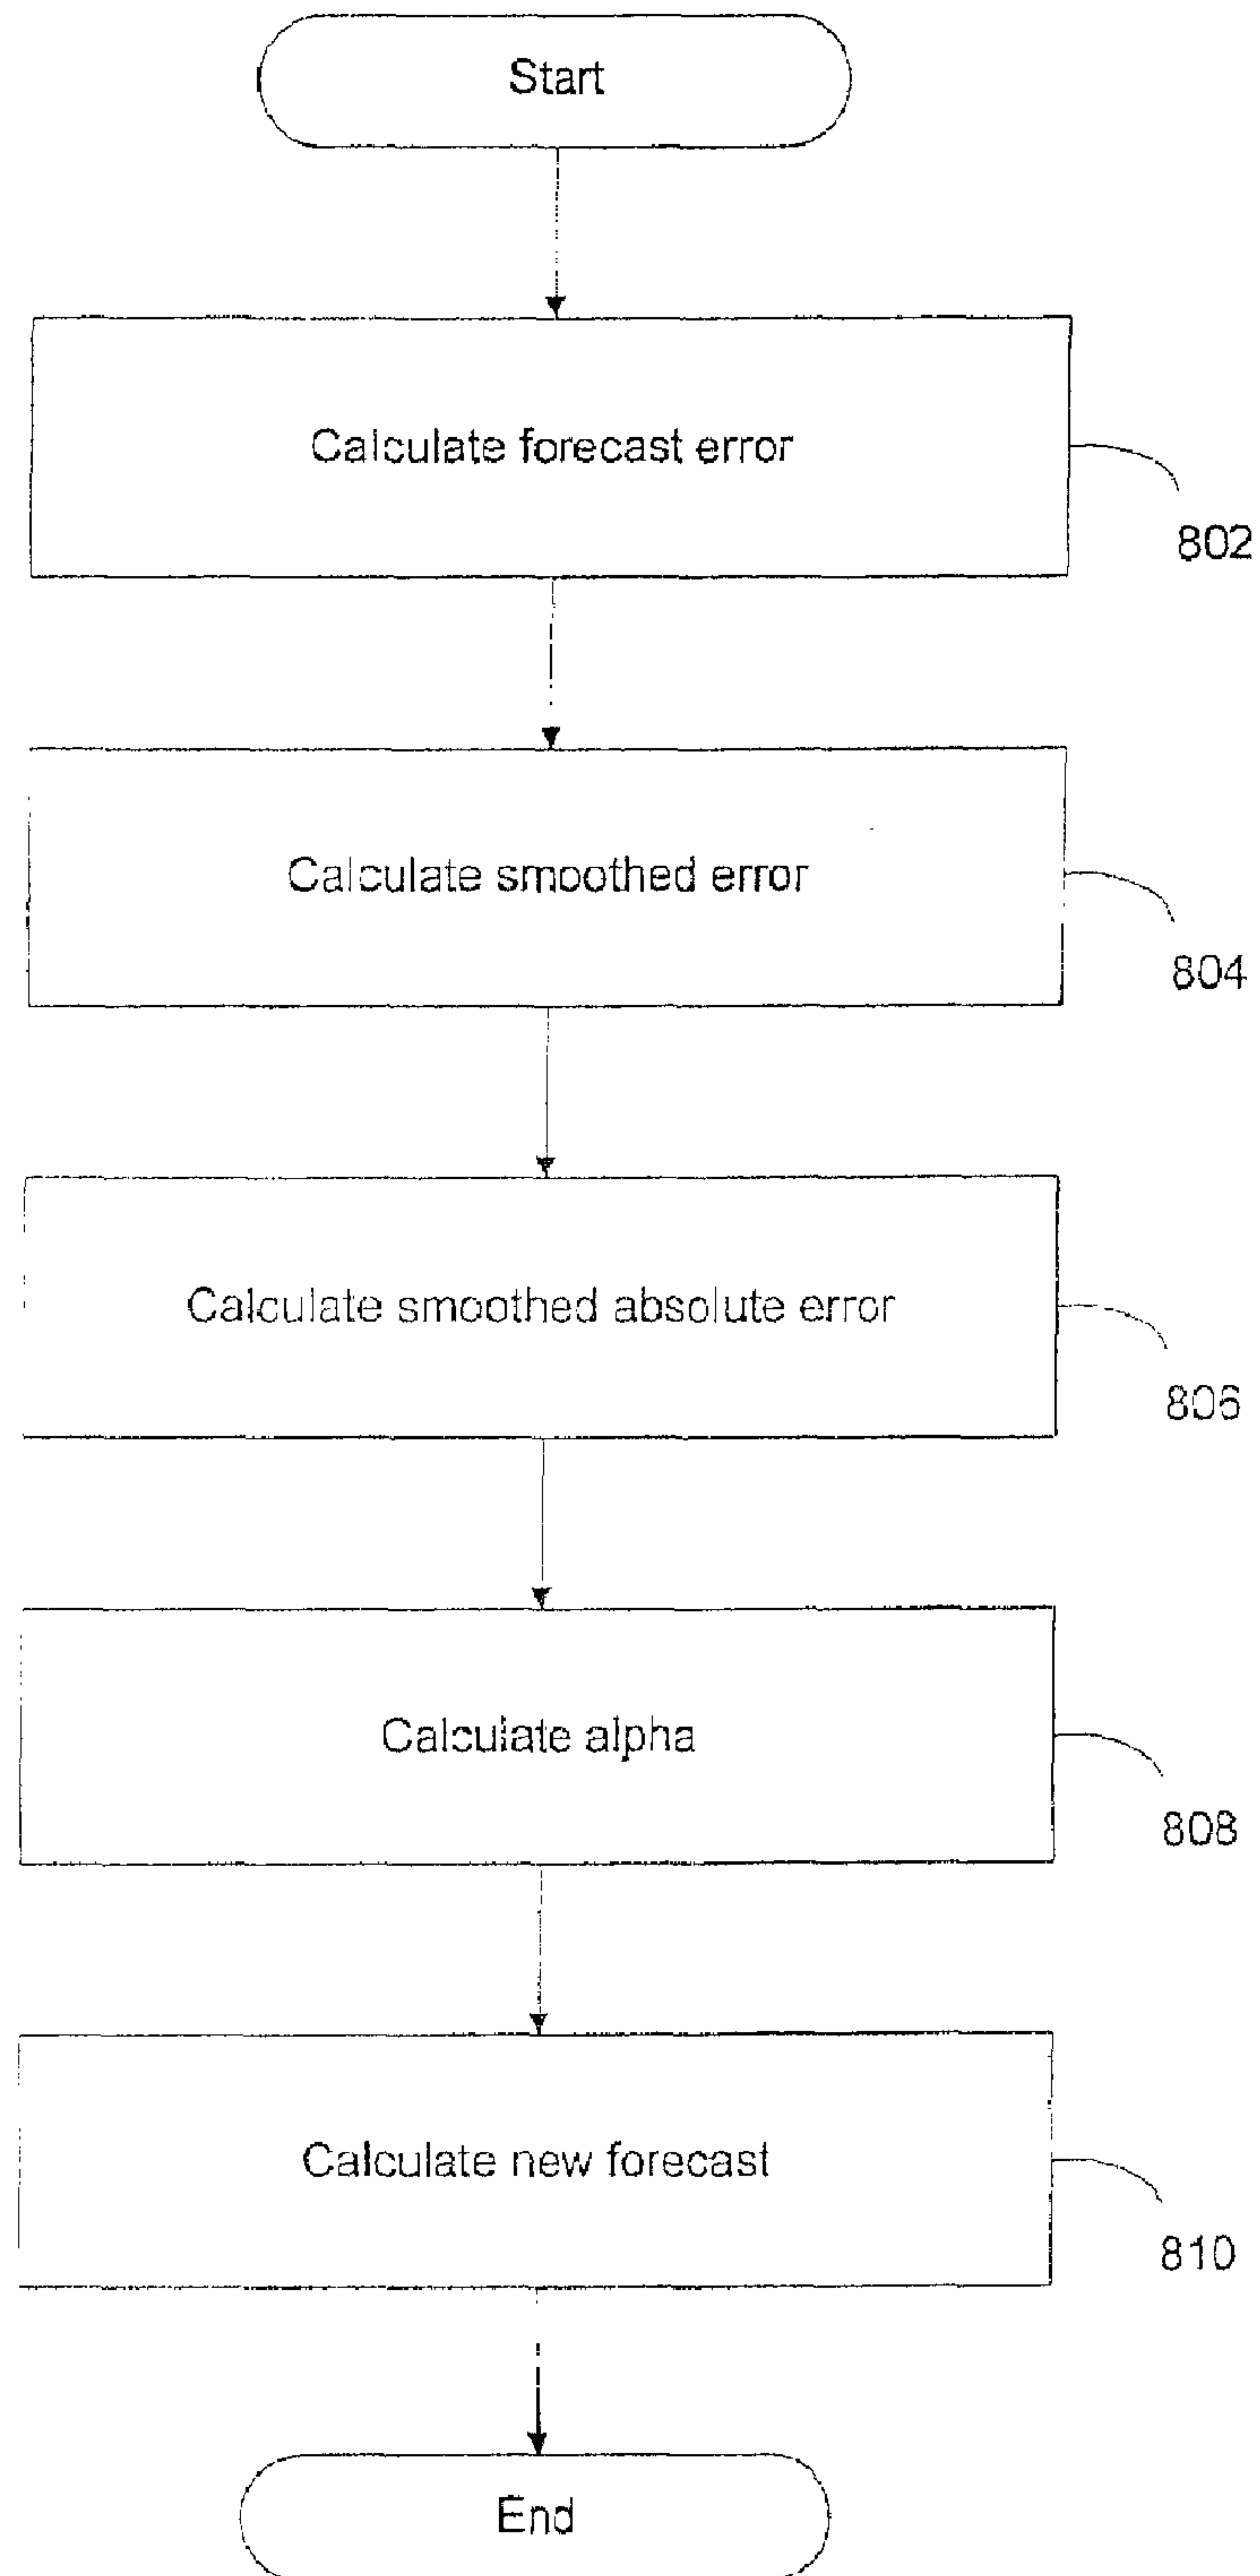 Start
Calculate forecast error
802
Calculate smoothed error
804
Calculate smoothed absolute error
806
Calculate alpha
808
Calculate new forecast
810
End